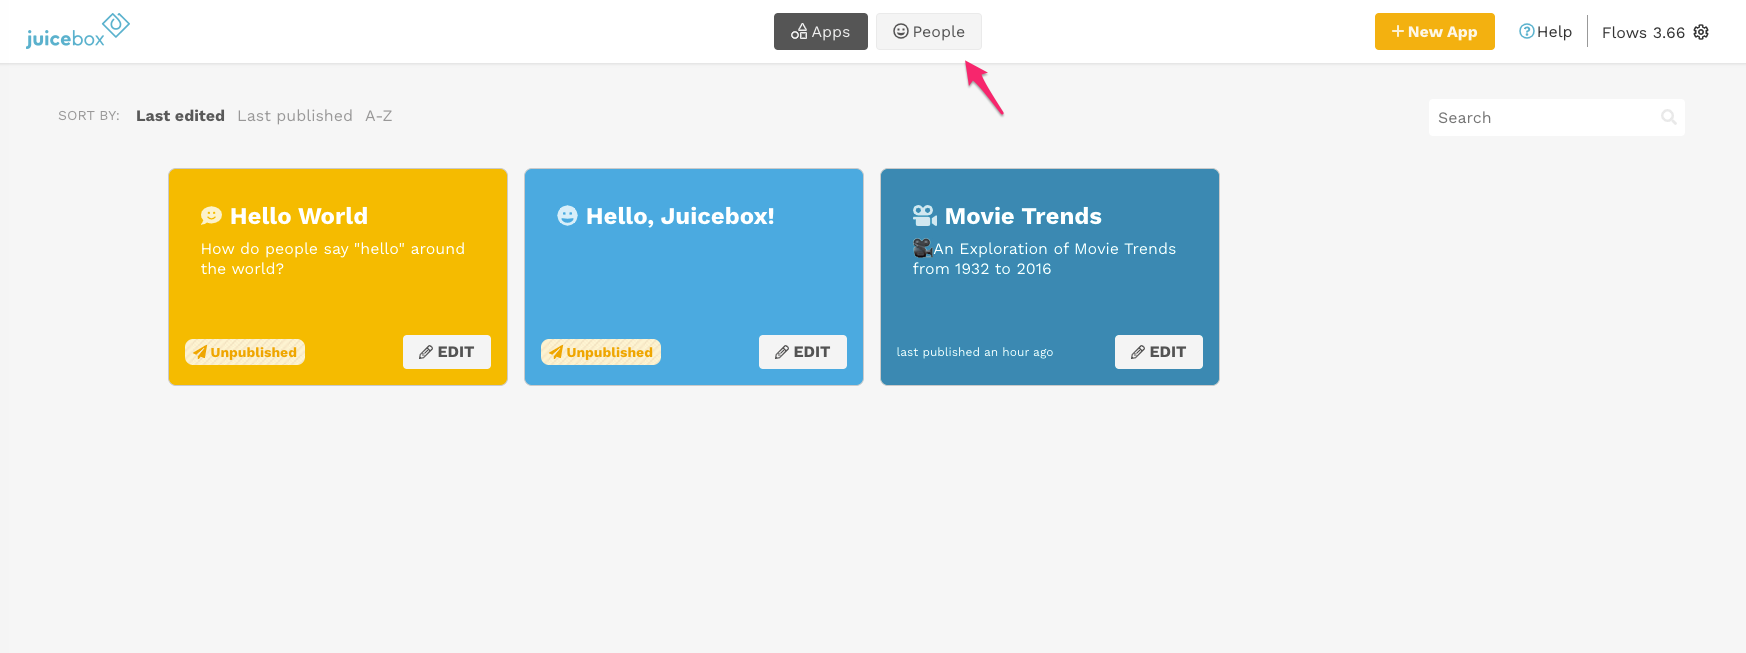 juicebox
Apps
People
New App
Help
Flows 3.66
SORT BY: Last edited Last published A-Z
Search
Hello World
How do people say "hello" around
the world?
Unpublished
EDIT
Hello, Juicebox!
Unpublished
EDIT
Movie Trends
An Exploration of Movie Trends
from 1932 to 2016
last published an hour ago
EDIT